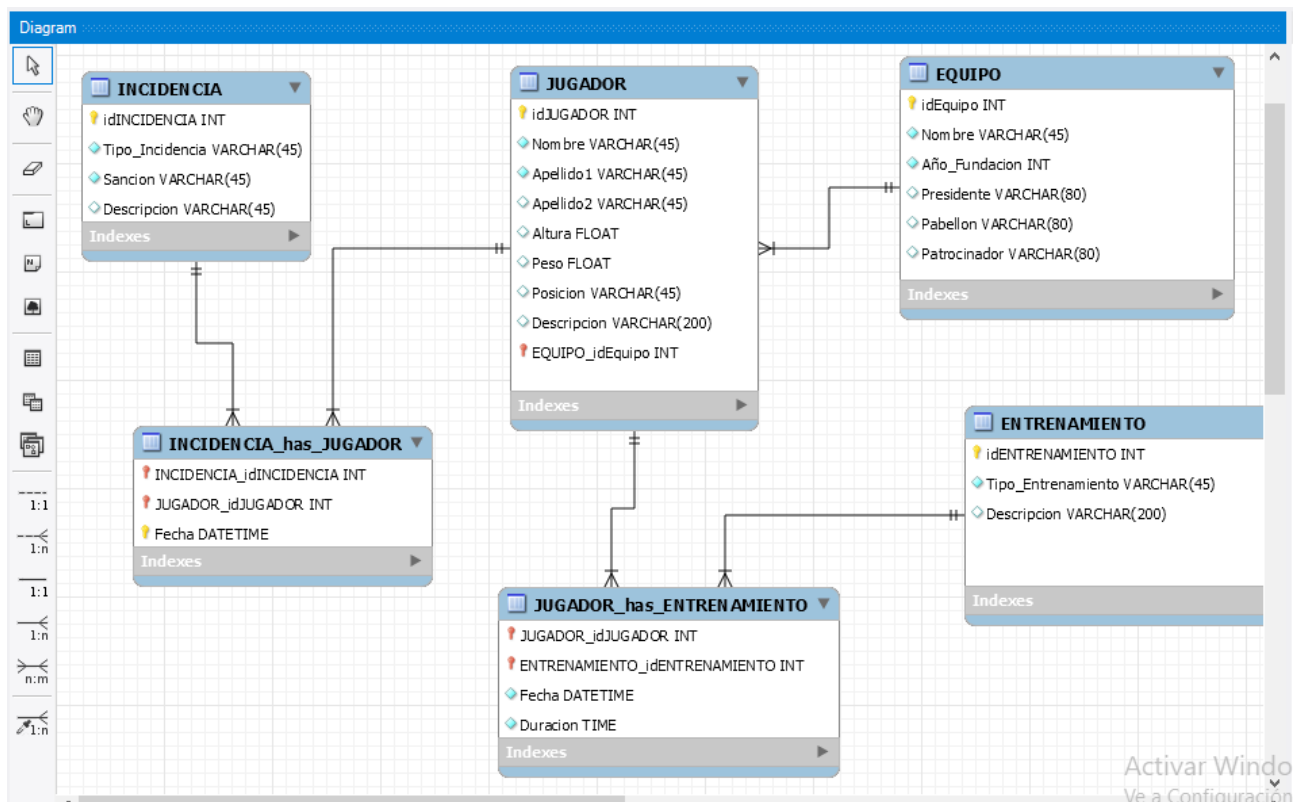 Diagram
INCIDENCIA
idINCIDENCIA INT
Tipo_Incidencia VARCHAR(45)
Sancion VARCHAR(45)
Descripcion VARCHAR(45)
Indexes
JUGADOR
idJUGADOR INT
Nombre VARCHAR(45)
Apellido1 VARCHAR(45)
Apellido2 VARCHAR(45)
Altura FLOAT
Peso FLOAT
Posicion VARCHAR(45)
Descripcion VARCHAR(200)
EQUIPO_idEquipo INT
Indexes
EQUIPO
idEquipo INT
Nombre VARCHAR(45)
Año_Fundacion INT
Presidente VARCHAR(80)
Pabellon VARCHAR(80)
Patrocinador VARCHAR(80)
Indexes
INCIDENCIA_has_JUGADOR
INCIDENCIA_idINCIDENCIA INT
JUGADOR_idJUGADOR INT
Fecha DATETIME
Indexes
ENTRENAMIENTO
idENTRENAMIENTO INT
Tipo_Entrenamiento VARCHAR(45)
Descripcion VARCHAR(200)
Indexes
JUGADOR_has_ENTRENAMIENTO
JUGADOR_idJUGADOR INT
ENTRENAMIENTO_idENTRENAMIENTO INT
Fecha DATETIME
Duracion TIME
Indexes
1:1
1:n
1:1
1:n
n:m
1:n
Activar Windo
Ve a Configuración